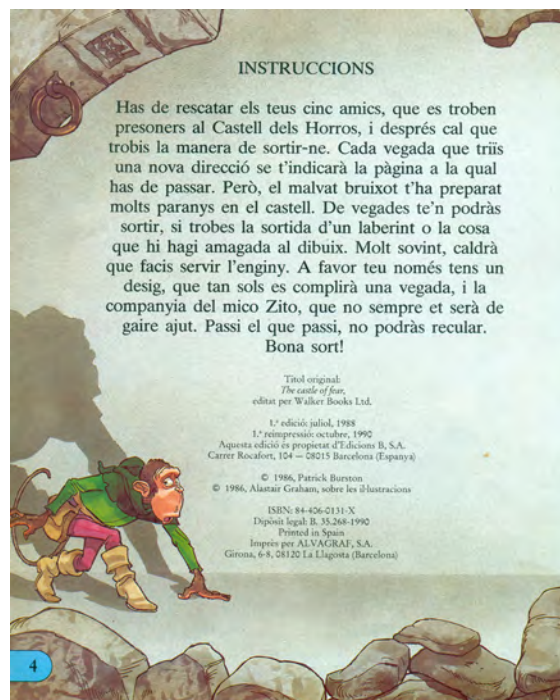 INSTRUCCIONS
Has de rescatar els teus cinc amics, que es troben
presoners al Castell dels Horros, i després cal que
trobis la manera de sortir-ne. Cada vegada que triïs
una nova direcció se t'indicarà la pàgina a la qual
has de passar. Però, el malvat bruixot t'ha preparat
molts paranys en el castell. De vegades te'n podràs
sortir, si trobes la sortida d'un laberint o la cosa
que hi hagi amagada al dibuix. Molt sovint, caldrà
que facis servir l'enginy. A favor teu només tens un
desig, que tan sols es complirà una vegada, i la
companyia del mico Zito, que no sempre et serà de
gaire ajut. Passi el que passi, no podràs recular.
Bona sort!
Títol original:
The castle of fear,
editat per Walker Books Ltd.
1.ª edició: juliol, 1988
1.ª reimpressió: octubre, 1990
Aquesta edició és propietat d'Edicions B, S.A.
Carrer Rocafort, 104 — 08015 Barcelona (Espanya)
© 1986, Patrick Burston
© 1986, Alastair Graham, sobre les il·lustracions
ISBN: 84-406-0131-X
Dipòsit legal: B. 35.268-1990
Printed in Spain
Imprès per ALVAGRAF, S.A.
Girona, 6-8, 08120 La Llagosta (Barcelona)
4